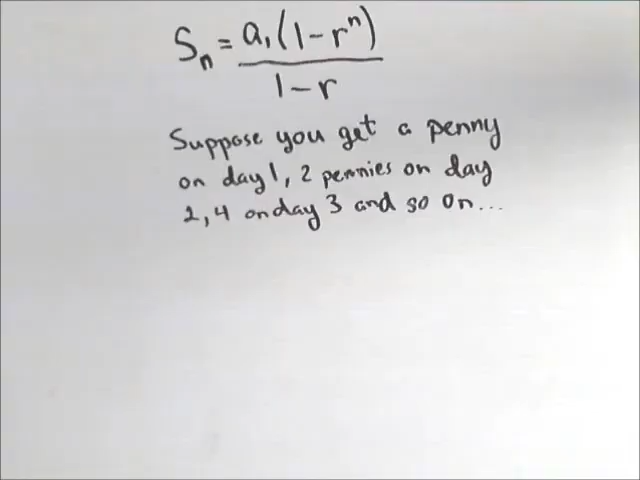 Sn = a₁(1-rⁿ)
1-r
Suppose you get a penny
on day 1, 2 pennies on day
2, 4 on day 3 and so on...